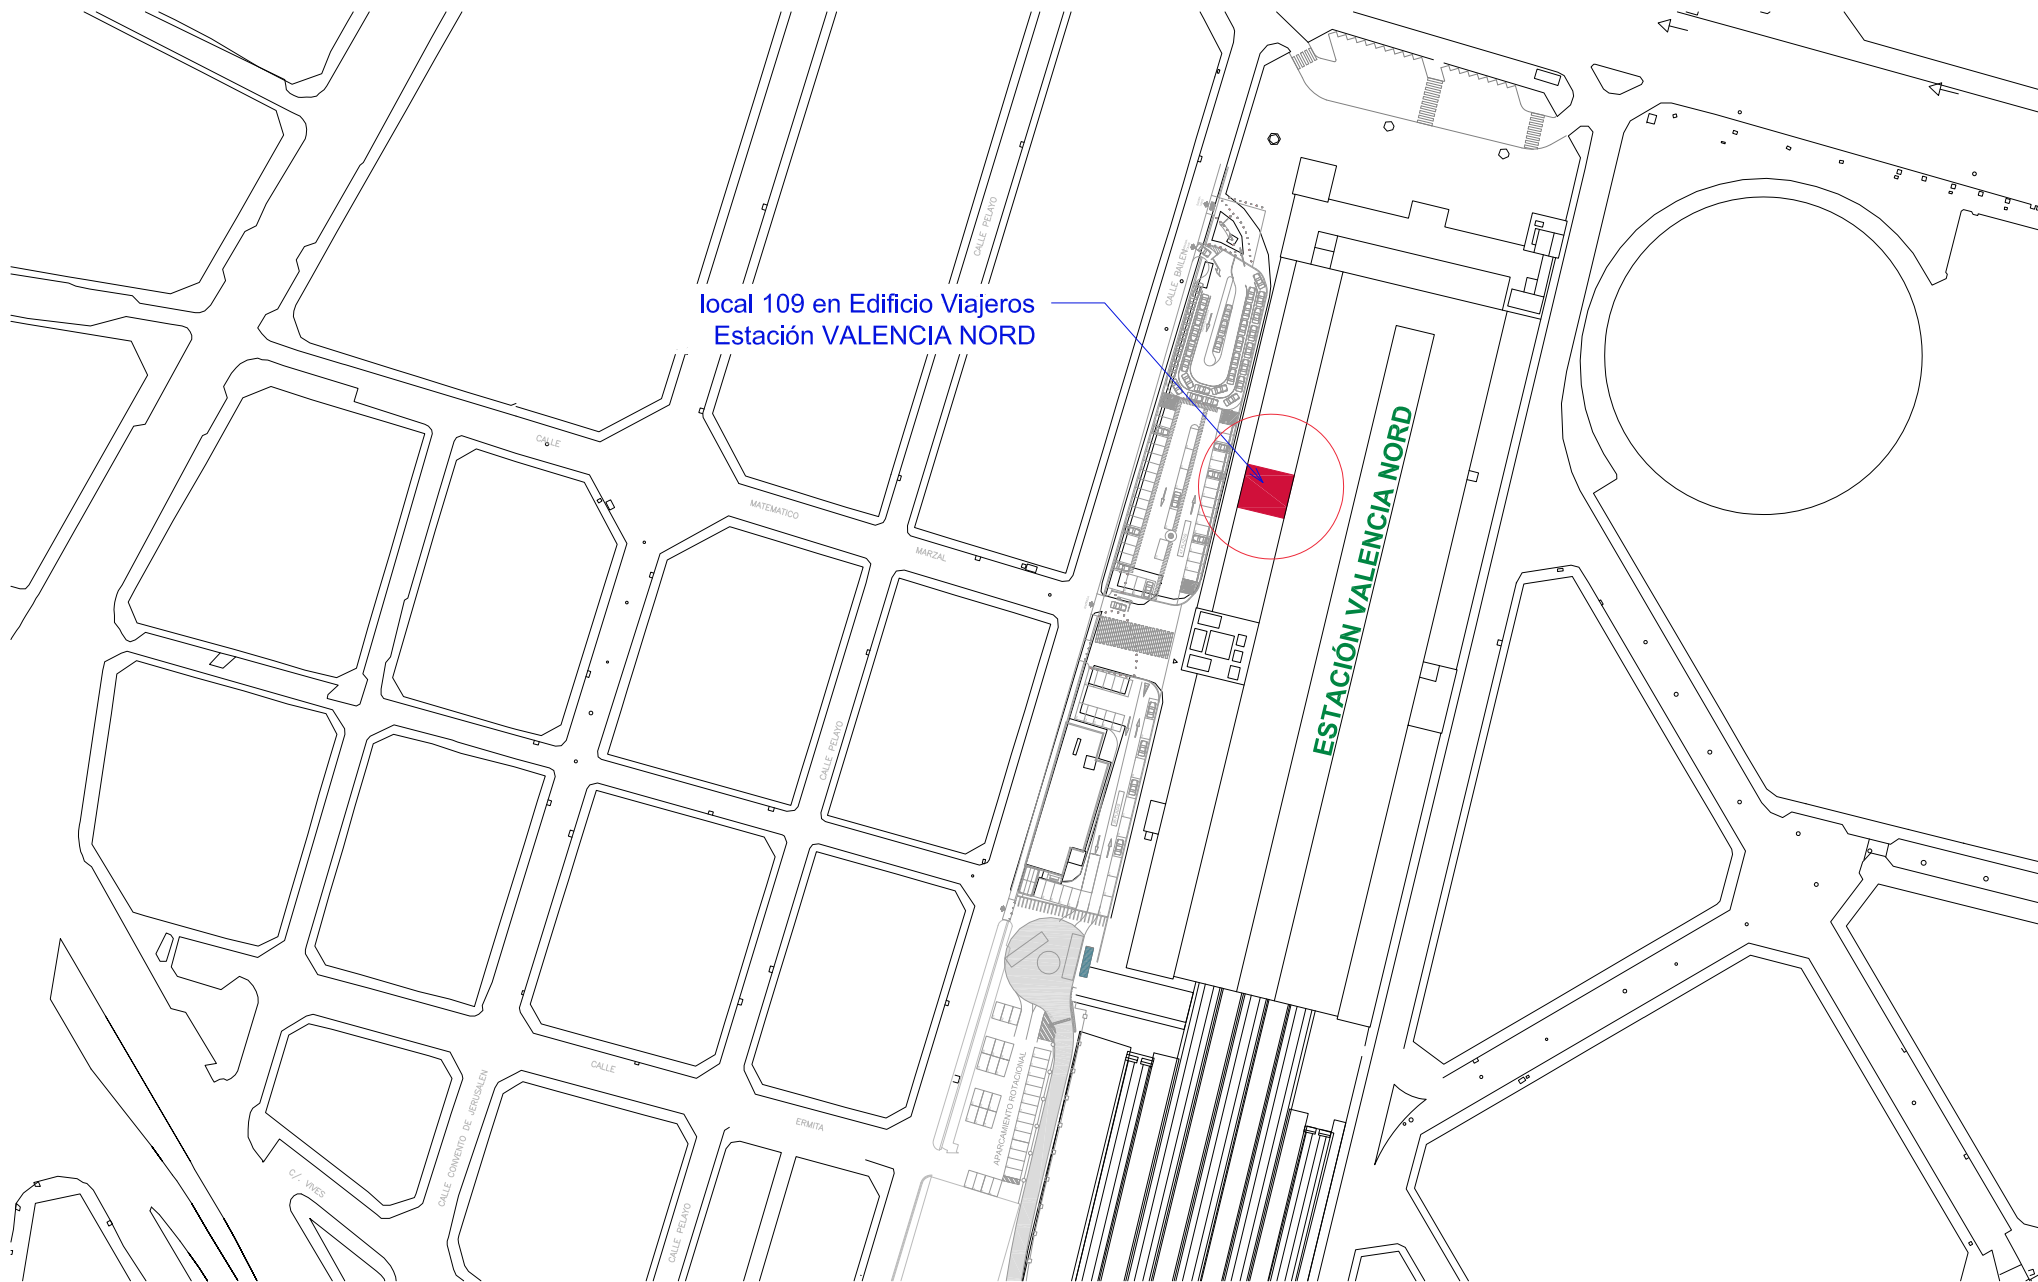 CALLE PELAYO
CALLE BAILEN
local 109 en Edificio Viajeros
Estación VALENCIA NORD
ESTACIÓN VALENCIA NORD
CALLE
MATEMATICO
MARZAL
CALLE PELAYO
CALLE
ERMITA
CALLE CONVENTO DE JERUSALEN
C/. VIVES
CALLE PELAYO
APARCAMIENTO ROTACIONAL